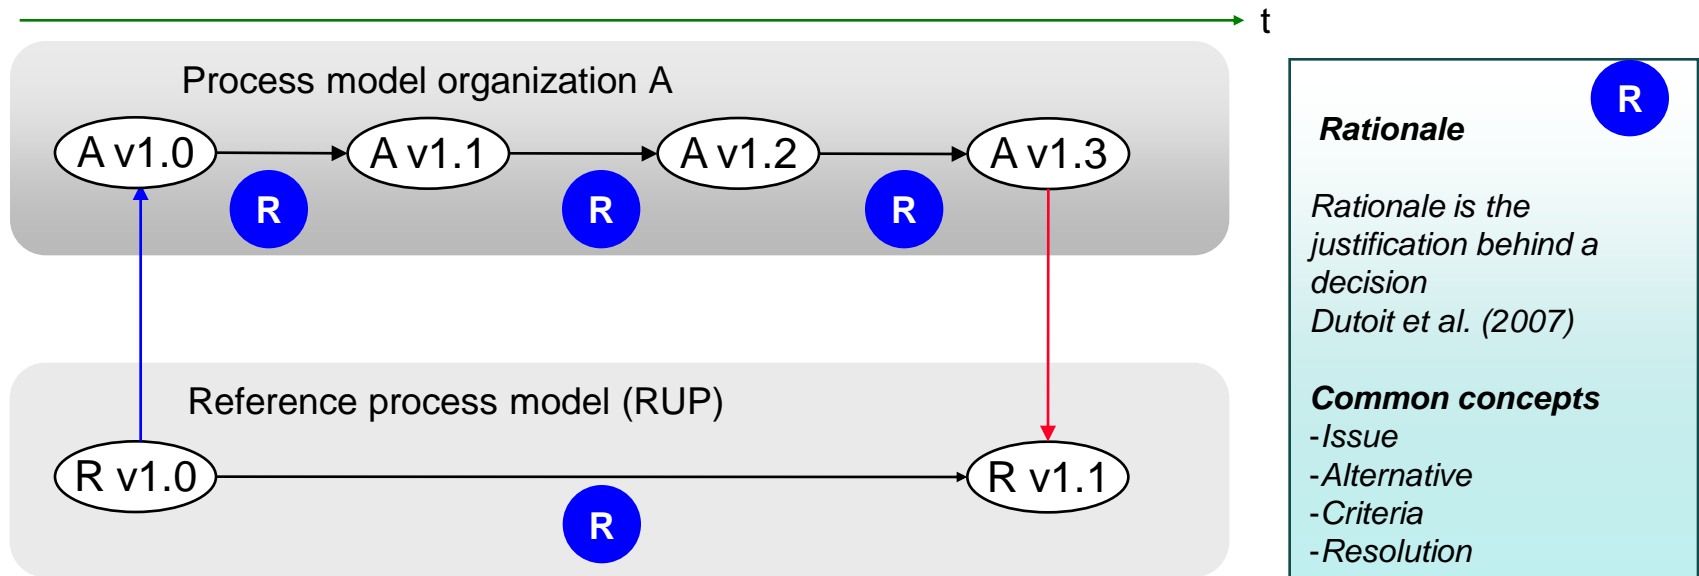 t
Process model organization A
A v1.0
A v1.1
A v1.2
A v1.3
R
R
R
Reference process model (RUP)
R v1.0
R v1.1
R
R
Rationale
Rationale is the
justification behind a
decision
Dutoit et al. (2007)
Common concepts
-Issue
-Alternative
-Criteria
-Resolution